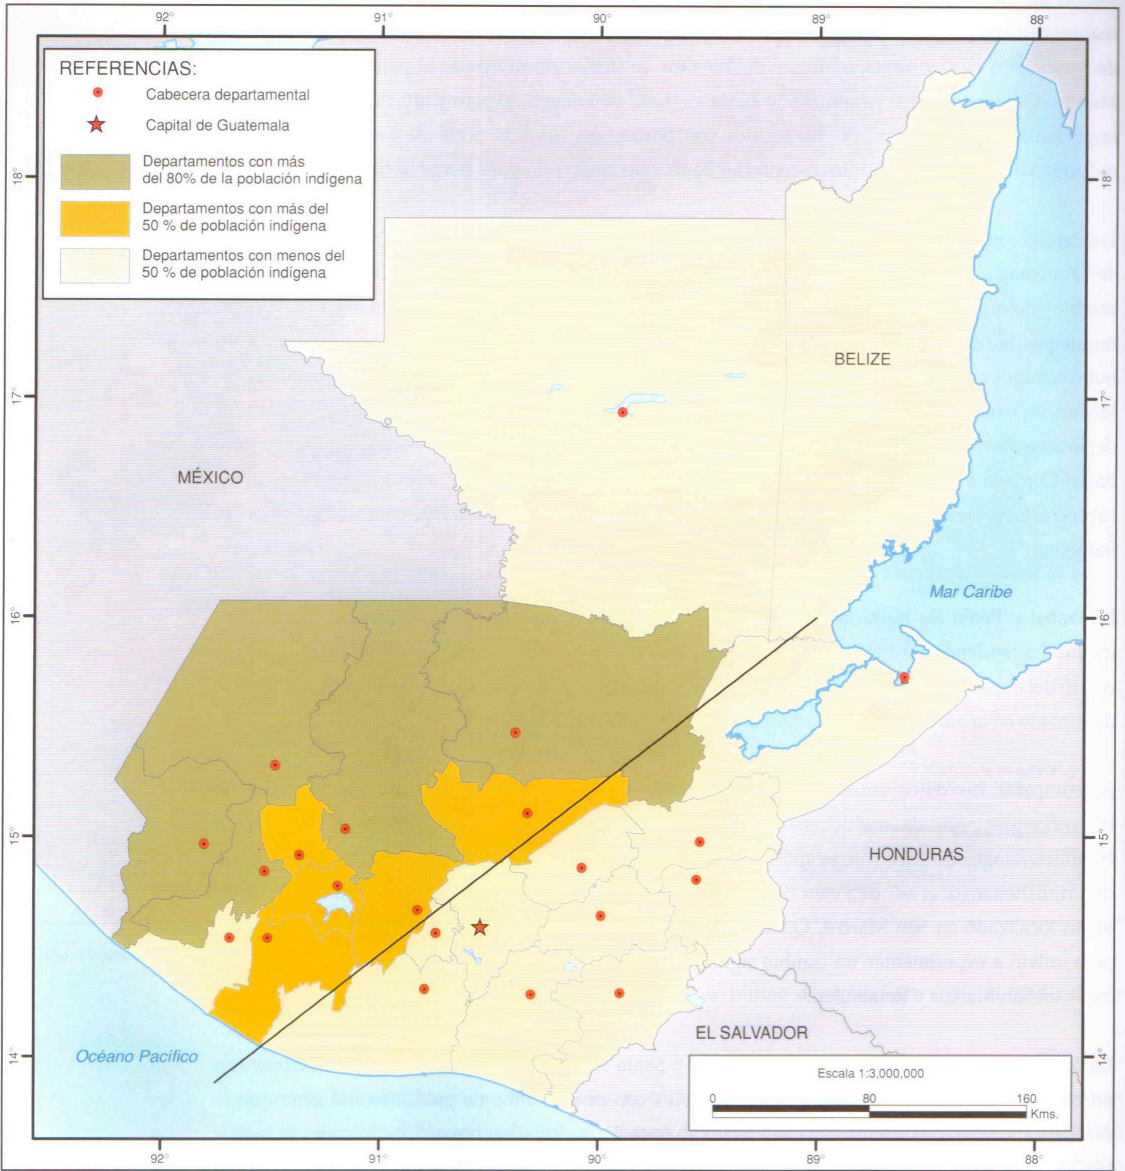 92°
91°
90°
89°
88°
REFERENCIAS:
Cabecera departamental
Capital de Guatemala
Departamentos con más
del 80% de la población indígena
Departamentos con más del
50 % de población indígena
Departamentos con menos del
50 % de población indígena
18°
18°
BELIZE
17°
17°
MÉXICO
Mar Caribe
16°
16°
15°
15°
HONDURAS
EL SALVADOR
Océano Pacífico
14°
14°
Escala 1:3,000,000
0
80
160
Kms.
92°
91°
90°
89°
88°